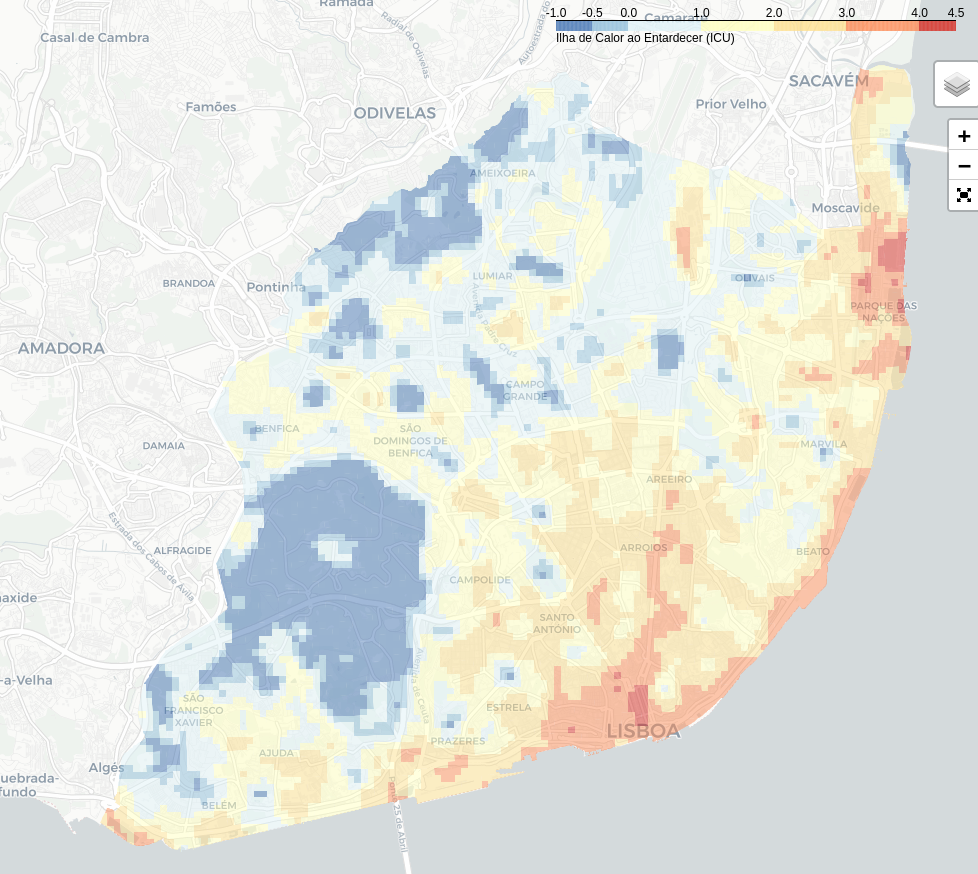 Ramada
-1.0 -0.5 0.0 1.0 2.0 3.0 4.0 4.5
Camarate
Casal de Cambra
Radial de Odivelas
Ilha de Calor ao Entardecer (ICU)
SACAVÉM
Famões
ODIVELAS
Prior Velho
+
−
AMEIXOEIRA
Moscavide
BRANDOA
Pontinha
LUMIAR
OLIVAIS
PARQUE DAS
NAÇÕES
Avenida Padre Cruz
AMADORA
CAMPO
GRANDE
BENFICA
SÃO
DOMINGOS DE
BENFICA
DAMAIA
MARVILA
AREEIRO
Estrada dos Cabos de Ávila
ALFRAGIDE
ARROIOS
BEATO
CAMPOLIDE
naxide
SANTO
ANTÓNIO
-a-Velha
Avenida de Ceuta
SÃO
FRANCISCO
XAVIER
ESTRELA
LISBOA
PRAZERES
AJUDA
Algés
uebrada-
fundo
BELÉM
Ponte 25 de Abril